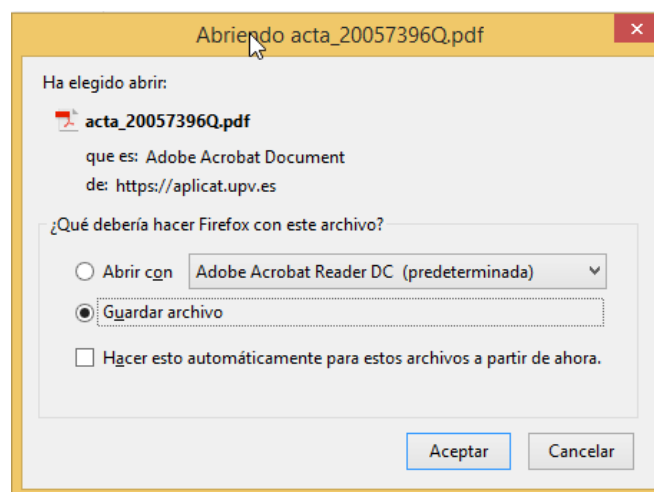 Abriendo acta_20057396Q.pdf
Ha elegido abrir:
acta_20057396Q.pdf
que es: Adobe Acrobat Document
de: https://aplicat.upv.es
¿Qué debería hacer Firefox con este archivo?
Abrir con Adobe Acrobat Reader DC (predeterminada)
Guardar archivo
Hacer esto automáticamente para estos archivos a partir de ahora.
Aceptar Cancelar